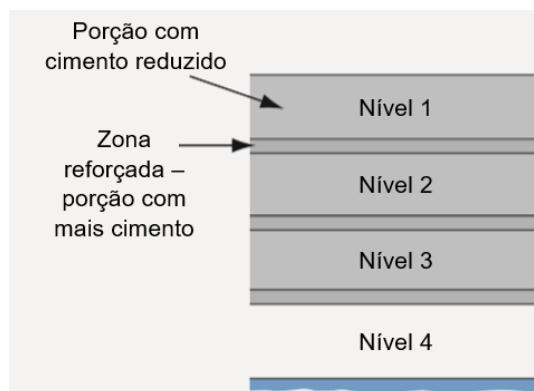 Porção com
cimento reduzido
Nível 1
Zona
reforçada –
porção com
mais cimento
Nível 2
Nível 3
Nível 4